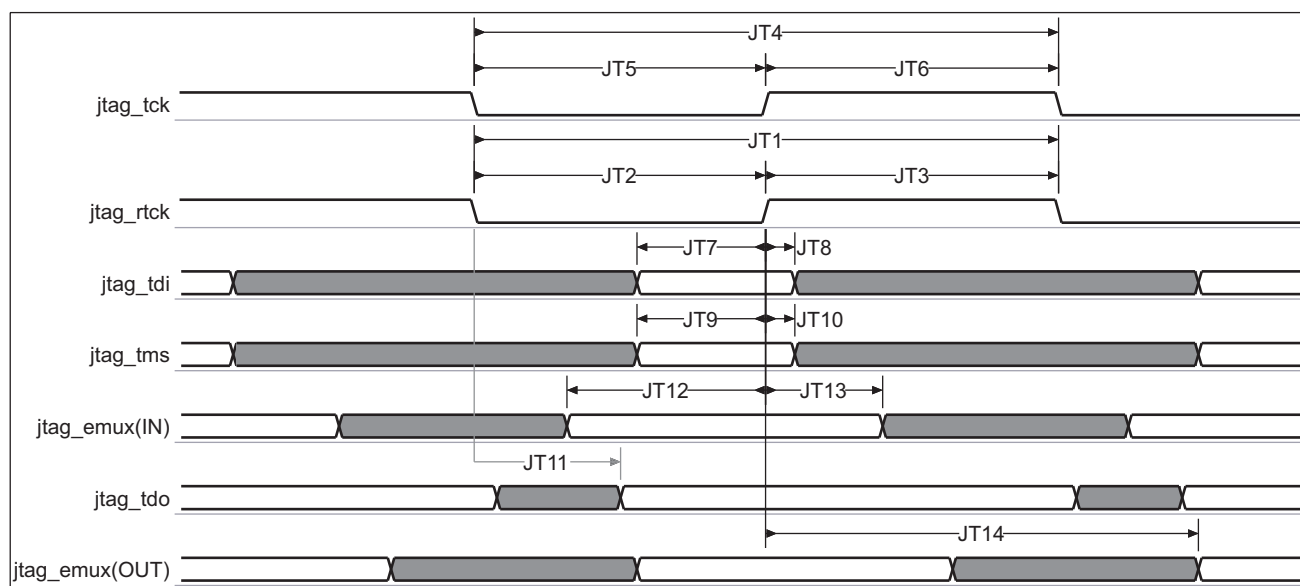 JT4
JT5 JT6
jtag_tck
JT1
JT2 JT3
jtag_rtck
JT7 JT8
jtag_tdi
JT9 JT10
jtag_tms
JT12 JT13
jtag_emux(IN)
JT11
jtag_tdo
JT14
jtag_emux(OUT)